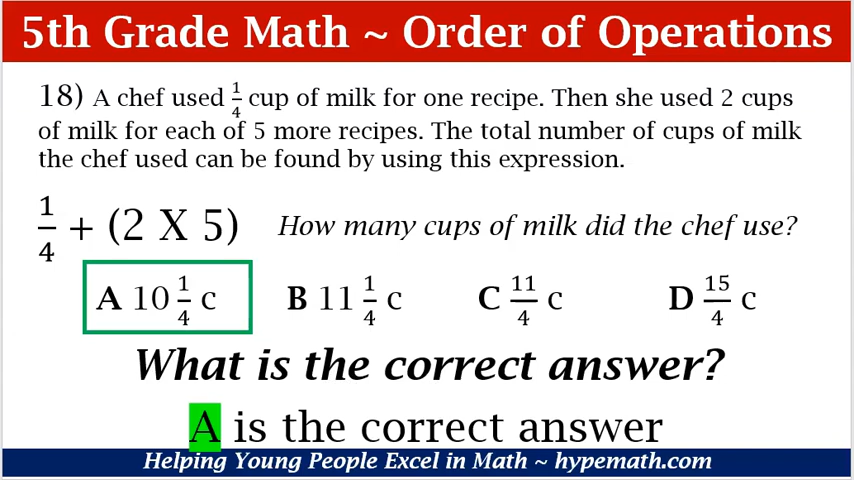 5th Grade Math ~ Order of Operations
18) A chef used 1/4 cup of milk for one recipe. Then she used 2 cups
of milk for each of 5 more recipes. The total number of cups of milk
the chef used can be found by using this expression.
1/4 + (2 X 5) How many cups of milk did the chef use?
A 10 1/4 c B 11 1/4 c C 11/4 c D 15/4 c
What is the correct answer?
A is the correct answer
Helping Young People Excel in Math ~ hypemath.com